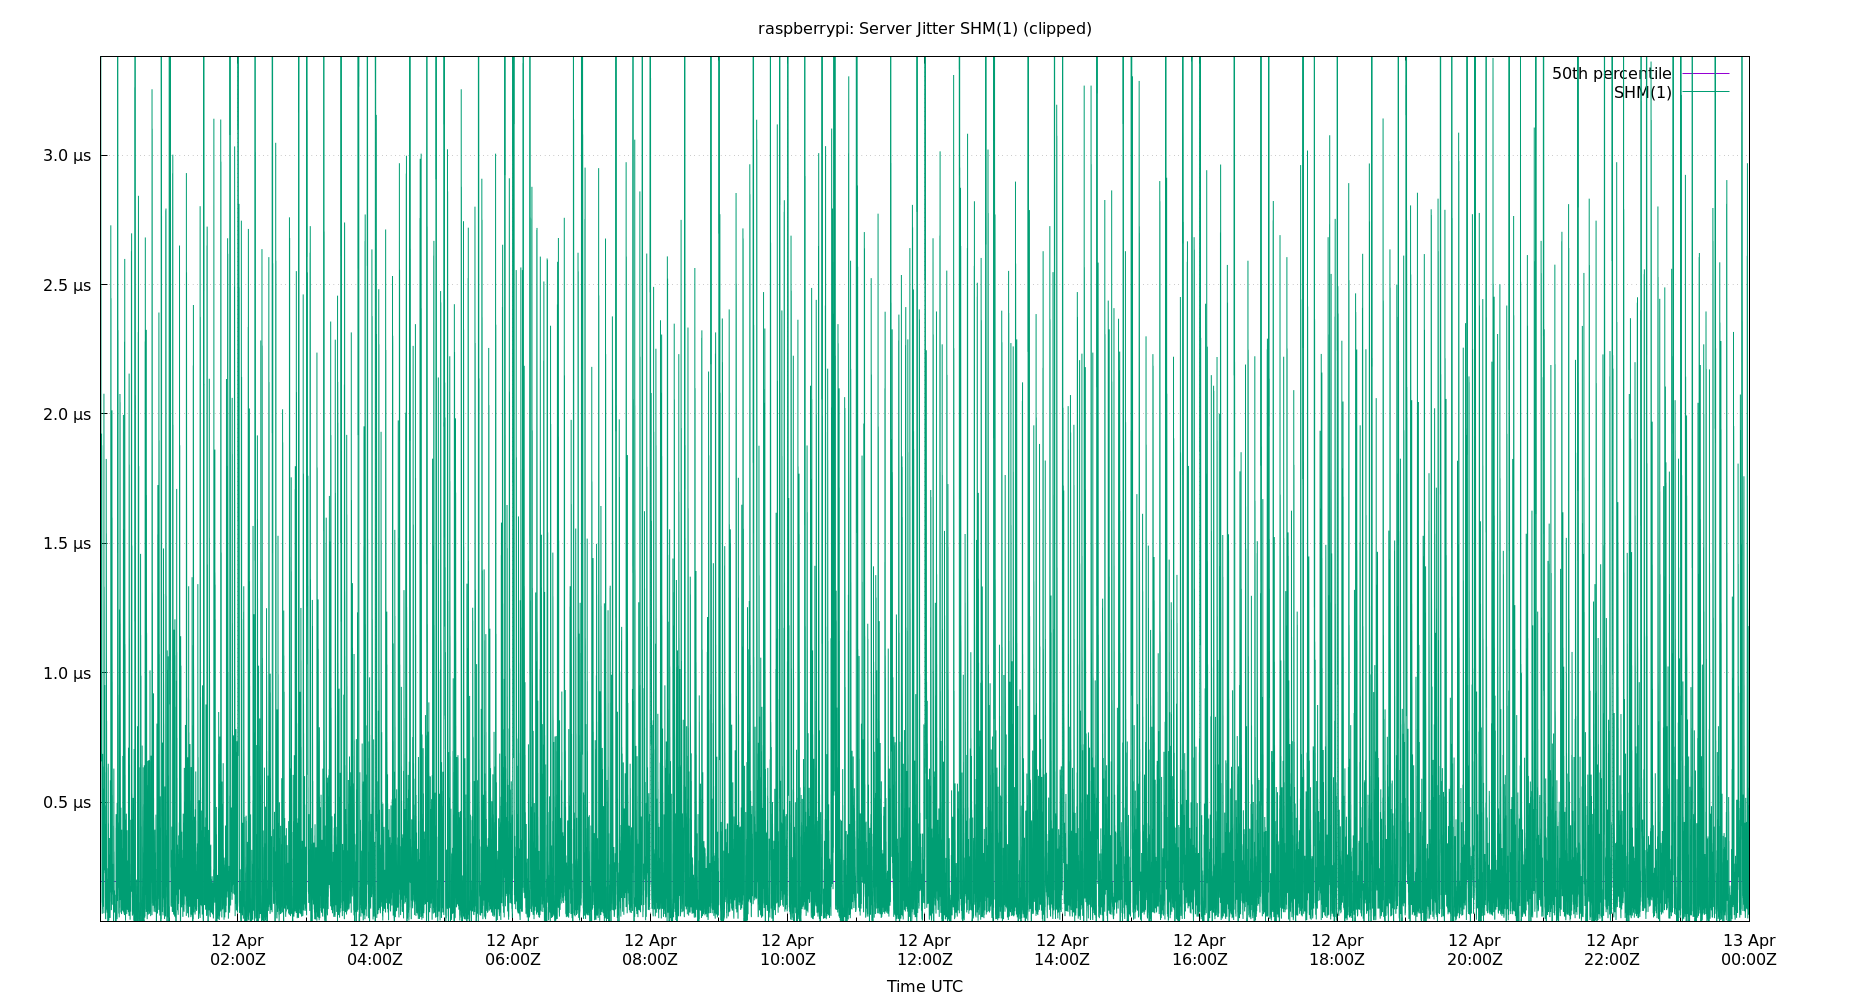 raspberrypi: Server Jitter SHM(1) (clipped)
50th percentile
SHM(1)
3.0 µs
2.5 µs
2.0 µs
1.5 µs
1.0 µs
0.5 µs
12 Apr 12 Apr 12 Apr 12 Apr 12 Apr 12 Apr 12 Apr 12 Apr 12 Apr 12 Apr 12 Apr 13 Apr
02:00Z 04:00Z 06:00Z 08:00Z 10:00Z 12:00Z 14:00Z 16:00Z 18:00Z 20:00Z 22:00Z 00:00Z
Time UTC